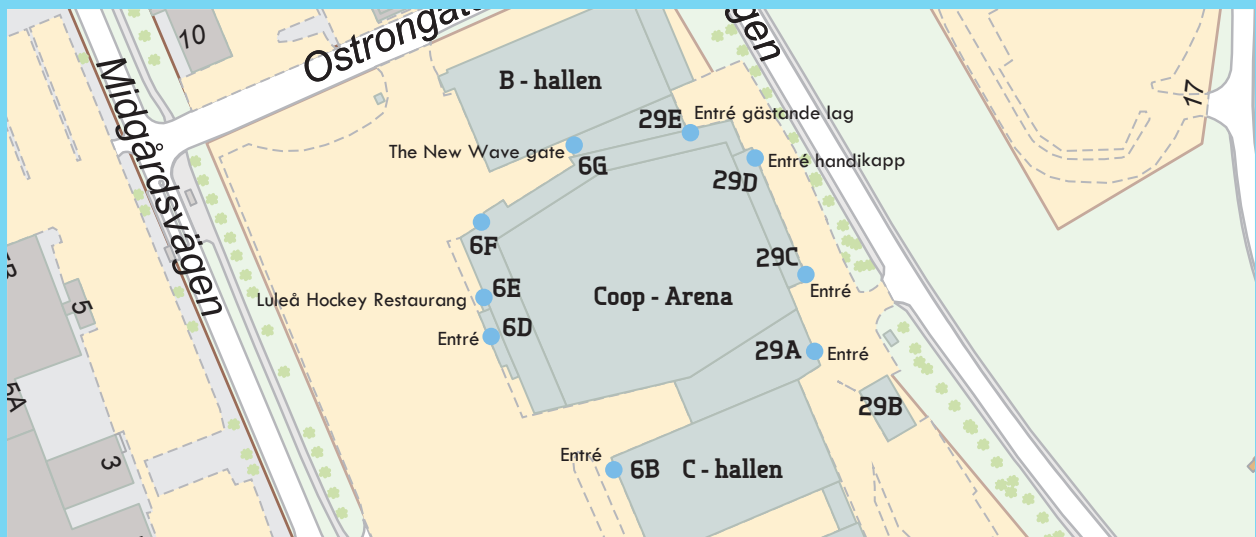 10
Ostrongat
gen
Midgårdsvägen
B - hallen
17
29E
Entré gästande lag
The New Wave gate
6G
29D
Entré handikapp
6F
29C
Entré
5
Luleå Hockey Restaurang
6E
Coop - Arena
Entré
6D
29A
Entré
5A
29B
3
Entré
6B
C - hallen